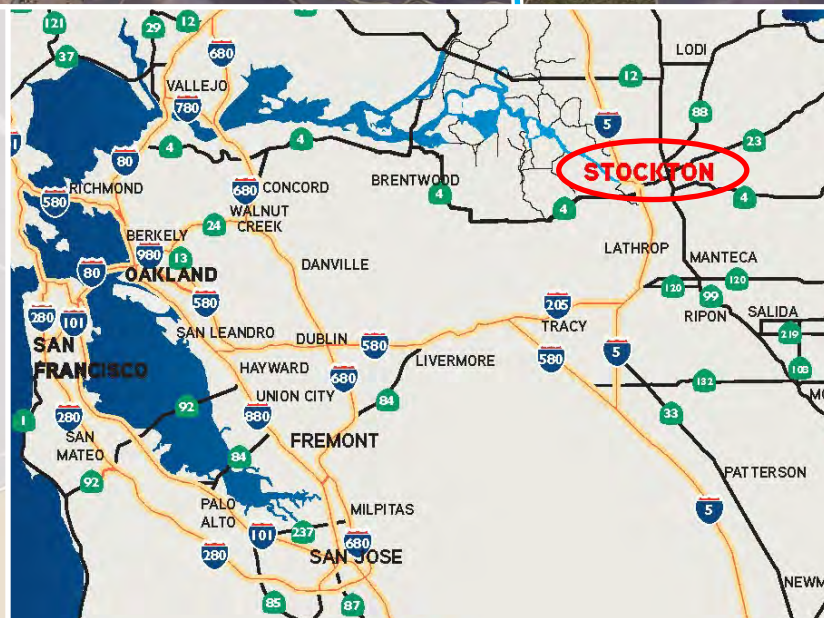 121
29
12
680
LODI
37
12
VALLEJO
780
5
88
23
4
4
80
STOCKTON
RICHMOND
680
CONCORD
BRENTWOOD
580
4
4
4
WALNUT
CREEK
24
BERKELY
980
13
LATHROP
MANTECA
DANVILLE
80
OAKLAND
120
120
99
580
205
RIPON
SALIDA
280
101
TRACY
219
SAN LEANDRO
DUBLIN
580
SAN
FRANCISCO
LIVERMORE
580
5
HAYWARD
108
680
132
UNION CITY
84
92
1
280
880
33
SAN
MATEO
FREMONT
84
92
PATTERSON
PALO
ALTO
MILPITAS
5
101
237
280
SAN JOSE
680
NEWM
85
87